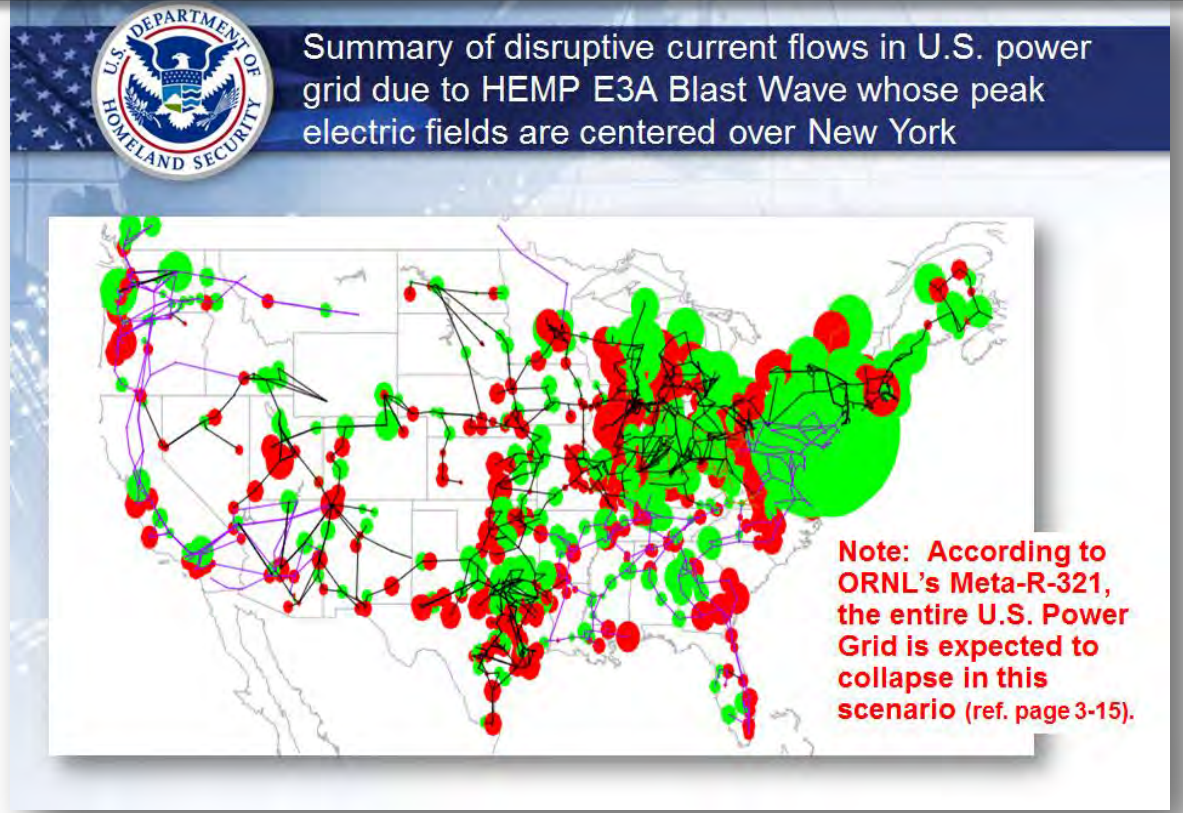 U.S. DEPARTMENT OF
HOMELAND SECURITY
Summary of disruptive current flows in U.S. power
grid due to HEMP E3A Blast Wave whose peak
electric fields are centered over New York
Note: According to
ORNL's Meta-R-321,
the entire U.S. Power
Grid is expected to
collapse in this
scenario (ref. page 3-15).